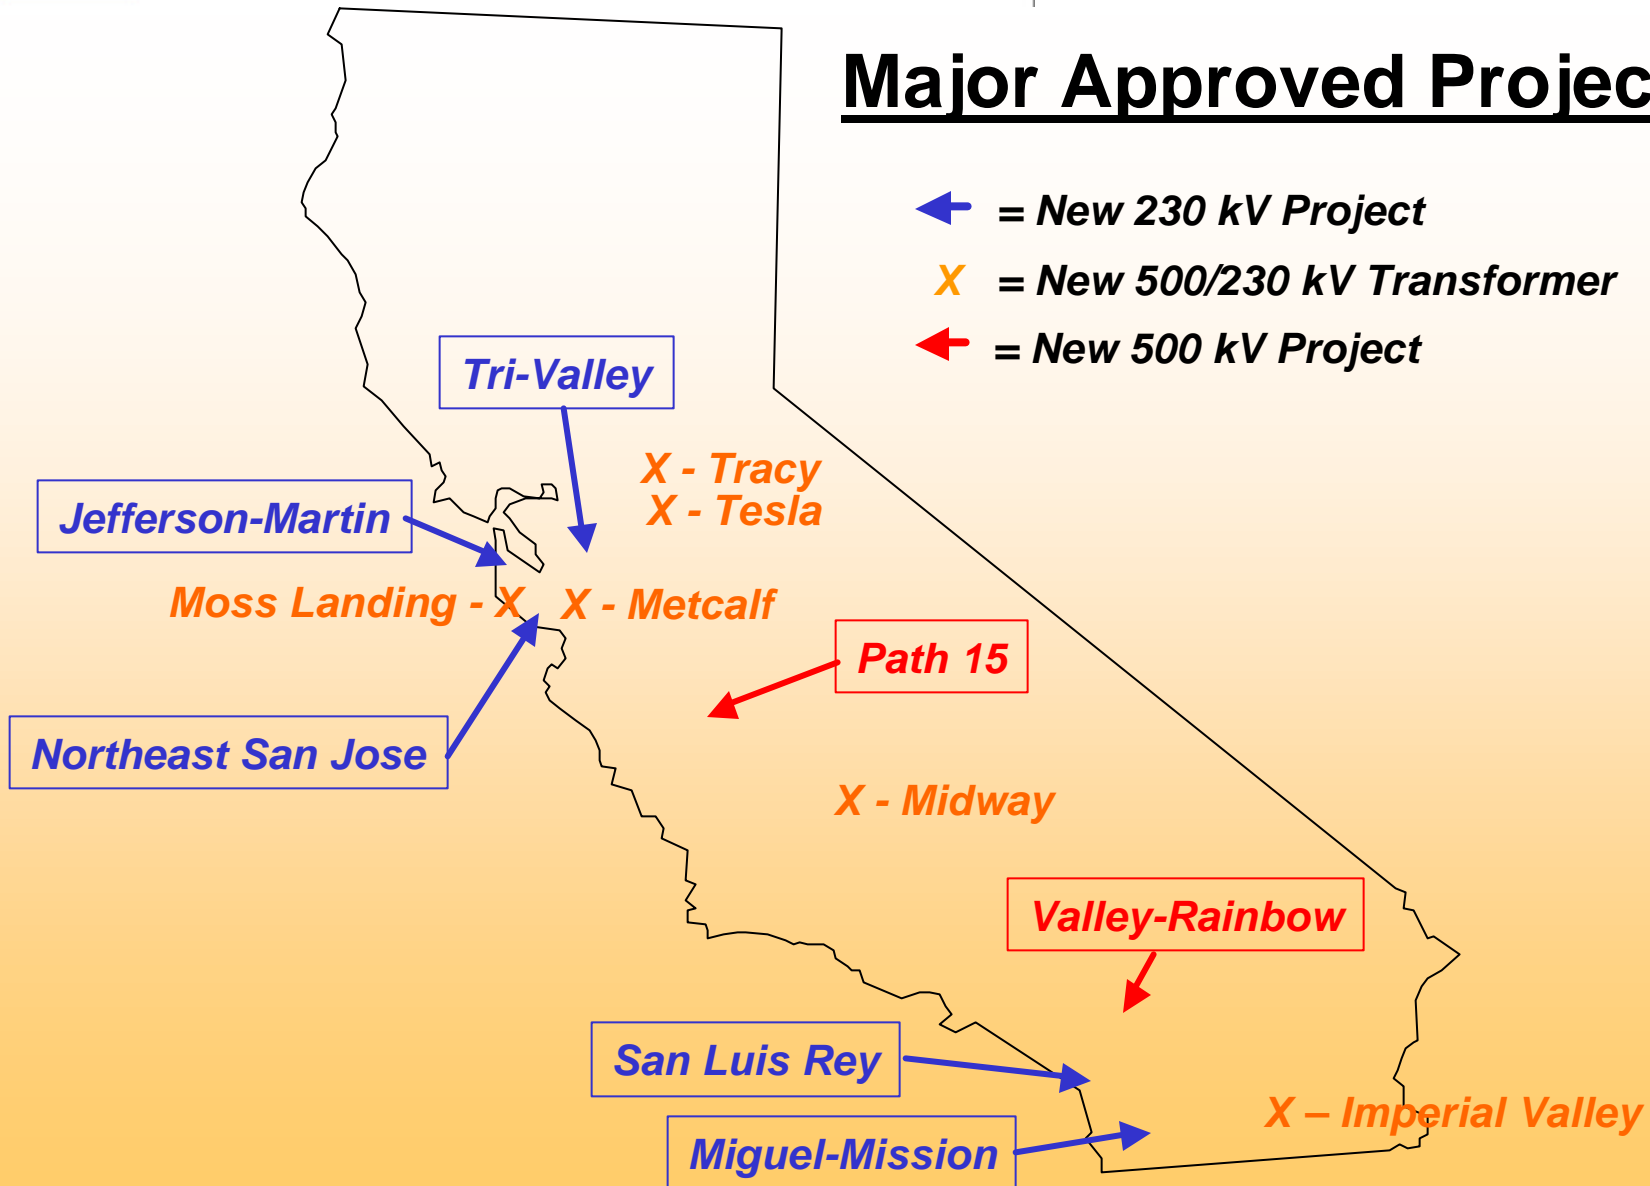 Major Approved Projec
= New 230 kV Project
X = New 500/230 kV Transformer
= New 500 kV Project
Tri-Valley
X - Tracy
X - Tesla
Jefferson-Martin
Moss Landing - X
X - Metcalf
Path 15
Northeast San Jose
X - Midway
Valley-Rainbow
San Luis Rey
X – Imperial Valley
Miguel-Mission